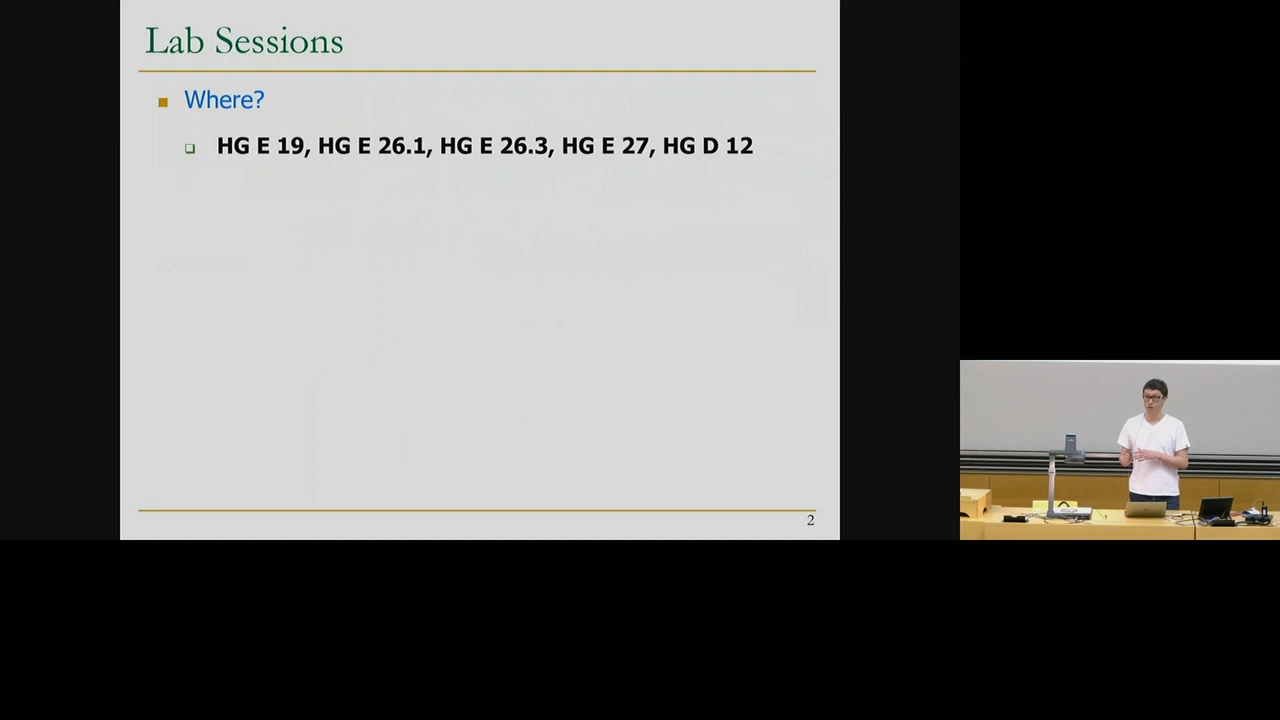 Lab Sessions
Where?
HG E 19, HG E 26.1, HG E 26.3, HG E 27, HG D 12
2